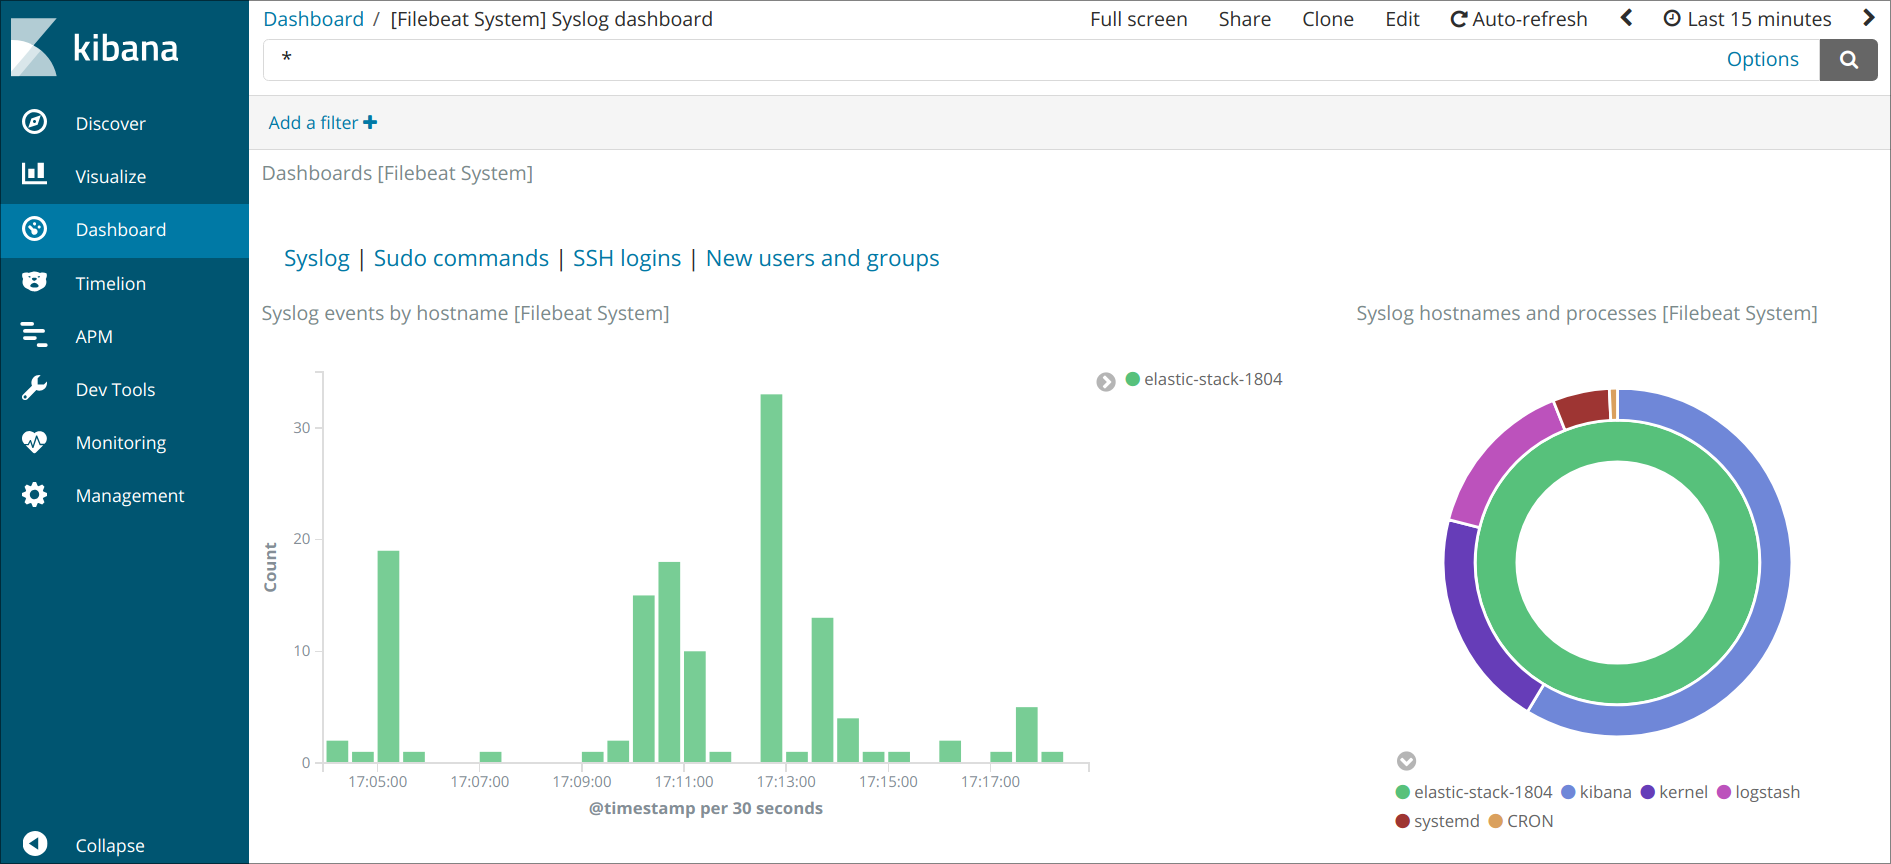 kibana
Discover
Visualize
Dashboard
Timelion
APM
Dev Tools
Monitoring
Management
Collapse
Dashboard / [Filebeat System] Syslog dashboard
Full screen Share Clone Edit Auto-refresh Last 15 minutes
* Options
Add a filter
Dashboards [Filebeat System]
Syslog | Sudo commands | SSH logins | New users and groups
Syslog events by hostname [Filebeat System]
elastic-stack-1804
30
20
10
0
Count
17:05:00 17:07:00 17:09:00 17:11:00 17:13:00 17:15:00 17:17:00
@timestamp per 30 seconds
Syslog hostnames and processes [Filebeat System]
elastic-stack-1804 kibana kernel logstash
systemd CRON